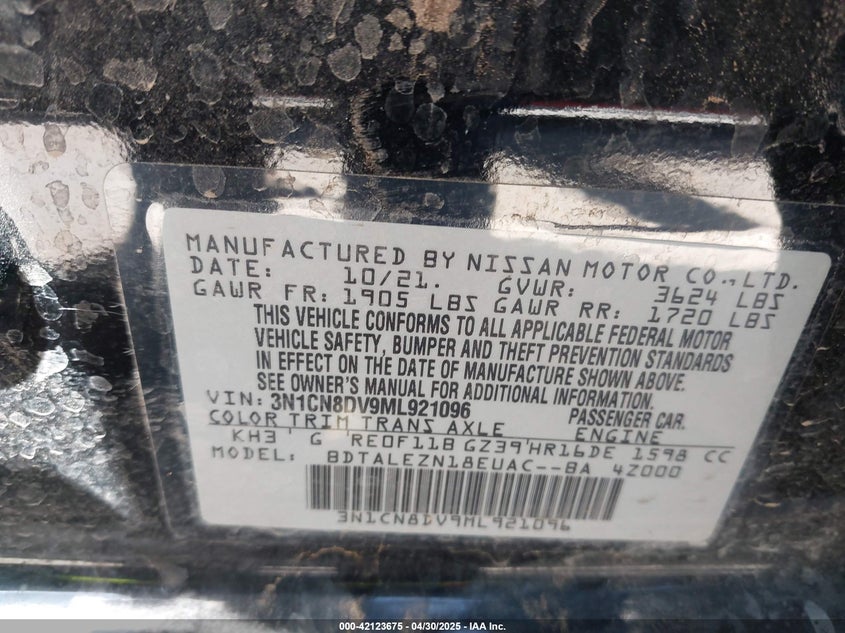 MANUFACTURED BY NISSAN MOTOR CO.,LTD.
DATE: 10/21. GVWR: 3624 LBS
GAWR FR: 1905 LBS GAWR RR: 1720 LBS
THIS VEHICLE CONFORMS TO ALL APPLICABLE FEDERAL MOTOR
VEHICLE SAFETY, BUMPER AND THEFT PREVENTION STANDARDS
IN EFFECT ON THE DATE OF MANUFACTURE SHOWN ABOVE.
SEE OWNER'S MANUAL FOR ADDITIONAL INFORMATION.
VIN: 3N1CN8DV9ML921096 PASSENGER CAR.
COLOR TRIM TRANS AXLE ENGINE
KH3 ' G 'RE0F11B GZ39'HR16DE 1598 CC
MODEL: BDTALEZN18EUAC--BA 4Z000
3N1CN8DV9ML921096
000-42123675 - 04/30/2025 - IAA Inc.